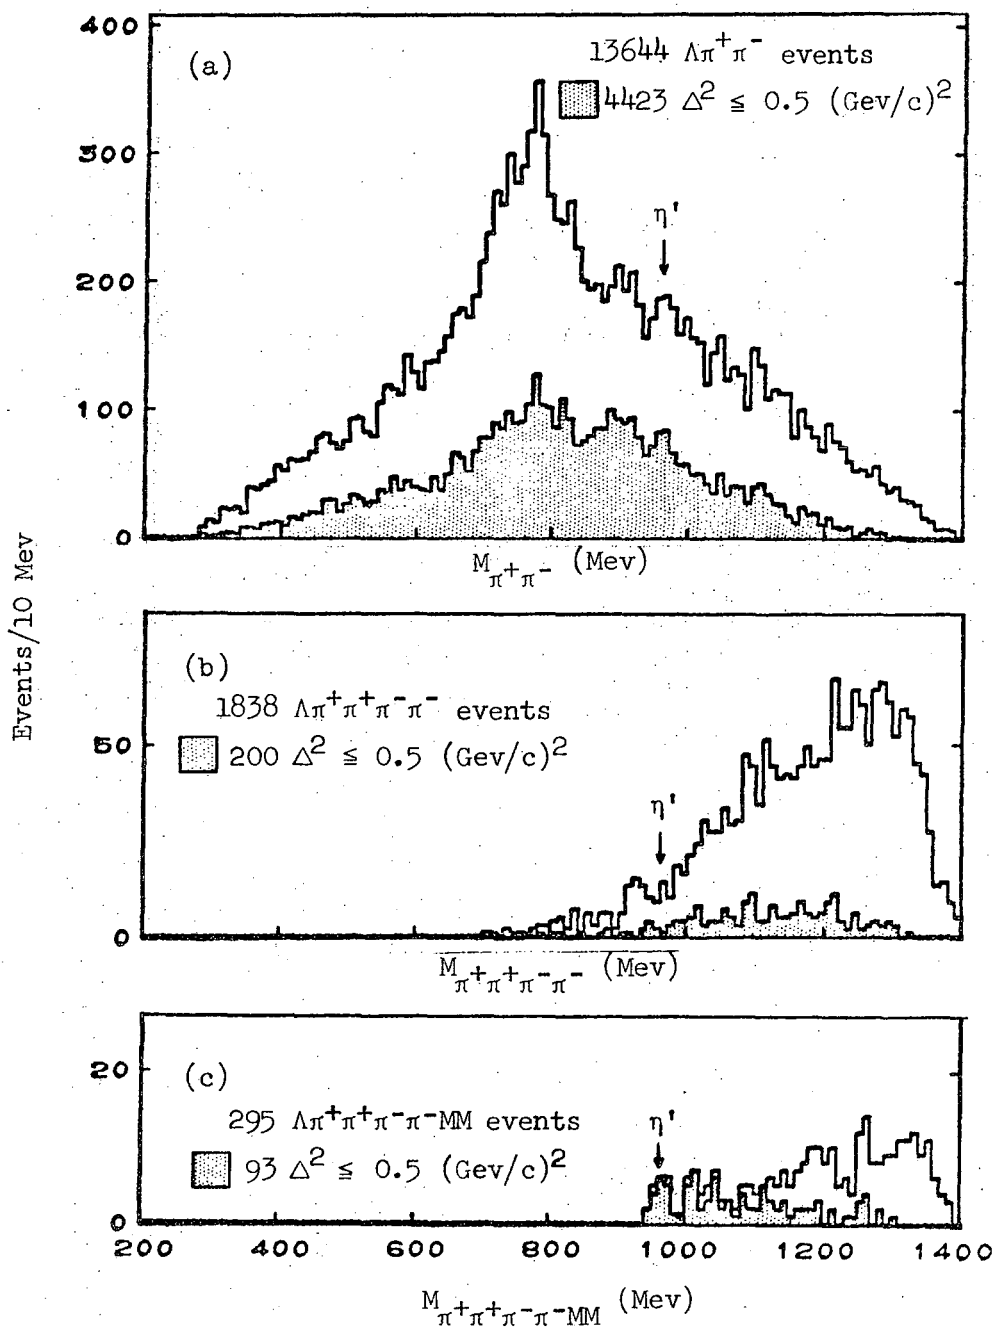 400
300
200
100
0
(a)
13644 Λπ⁺π⁻ events
4423 Δ² ≦ 0.5 (Gev/c)²
η'
M_π⁺π⁻ (Mev)
Events/10 Mev
50
0
(b)
1838 Λπ⁺π⁺π⁻π⁻ events
200 Δ² ≦ 0.5 (Gev/c)²
η'
M_π⁺π⁺π⁻π⁻ (Mev)
20
0
(c)
295 Λπ⁺π⁺π⁻π⁻MM events
93 Δ² ≦ 0.5 (Gev/c)²
η'
200 400 600 800 1000 1200 1400
M_π⁺π⁺π⁻π⁻MM (Mev)